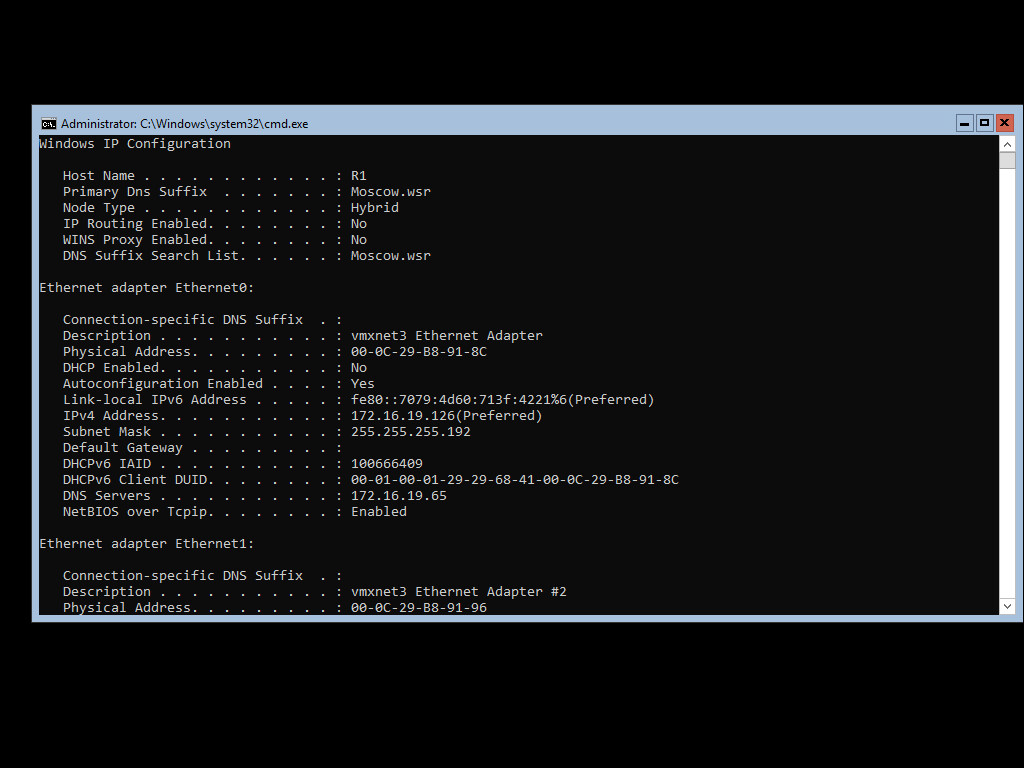 Administrator: C:\Windows\system32\cmd.exe
Windows IP Configuration
Host Name . . . . . . . . . . . . : R1
Primary Dns Suffix  . . . . . . . : Moscow.wsr
Node Type . . . . . . . . . . . . : Hybrid
IP Routing Enabled. . . . . . . . : No
WINS Proxy Enabled. . . . . . . . : No
DNS Suffix Search List. . . . . . : Moscow.wsr
Ethernet adapter Ethernet0:
Connection-specific DNS Suffix  . :
Description . . . . . . . . . . . : vmxnet3 Ethernet Adapter
Physical Address. . . . . . . . . : 00-0C-29-B8-91-8C
DHCP Enabled. . . . . . . . . . . : No
Autoconfiguration Enabled . . . . : Yes
Link-local IPv6 Address . . . . . : fe80::7079:4d60:713f:4221%6(Preferred)
IPv4 Address. . . . . . . . . . . : 172.16.19.126(Preferred)
Subnet Mask . . . . . . . . . . . : 255.255.255.192
Default Gateway . . . . . . . . . :
DHCPv6 IAID . . . . . . . . . . . : 100666409
DHCPv6 Client DUID. . . . . . . . : 00-01-00-01-29-29-68-41-00-0C-29-B8-91-8C
DNS Servers . . . . . . . . . . . : 172.16.19.65
NetBIOS over Tcpip. . . . . . . . : Enabled
Ethernet adapter Ethernet1:
Connection-specific DNS Suffix  . :
Description . . . . . . . . . . . : vmxnet3 Ethernet Adapter #2
Physical Address. . . . . . . . . : 00-0C-29-B8-91-96